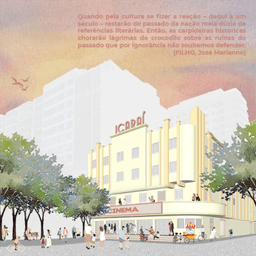 Quando pela cultura se fizer a reação – daqui a um
século – restarão do passado da nação meia dúzia de
referências literárias. Então, as carpideiras históricas
chorarão lágrimas de crocodilo sobre as ruínas do
passado que por ignorância não soubemos defender.
(FILHO, José Marianno)
ICARAÍ
CINEMA